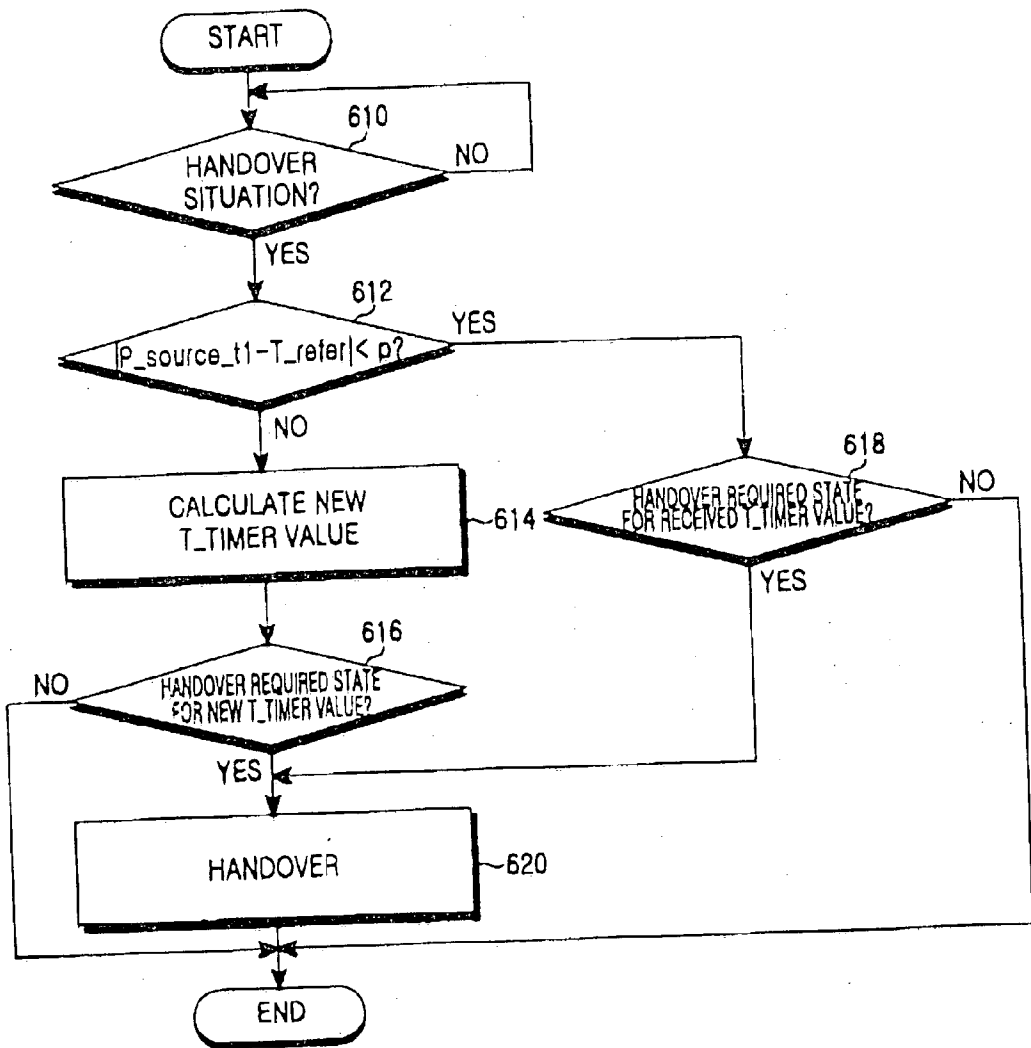 START
610
HANDOVER
SITUATION?
NO
YES
612
|P_source_t1-T_refer|< p?
YES
NO
CALCULATE NEW
T_TIMER VALUE
614
618
HANDOVER REQUIRED STATE
FOR RECEIVED T_TIMER VALUE?
NO
YES
616
HANDOVER REQUIRED STATE
FOR NEW T_TIMER VALUE?
NO
YES
HANDOVER
620
END